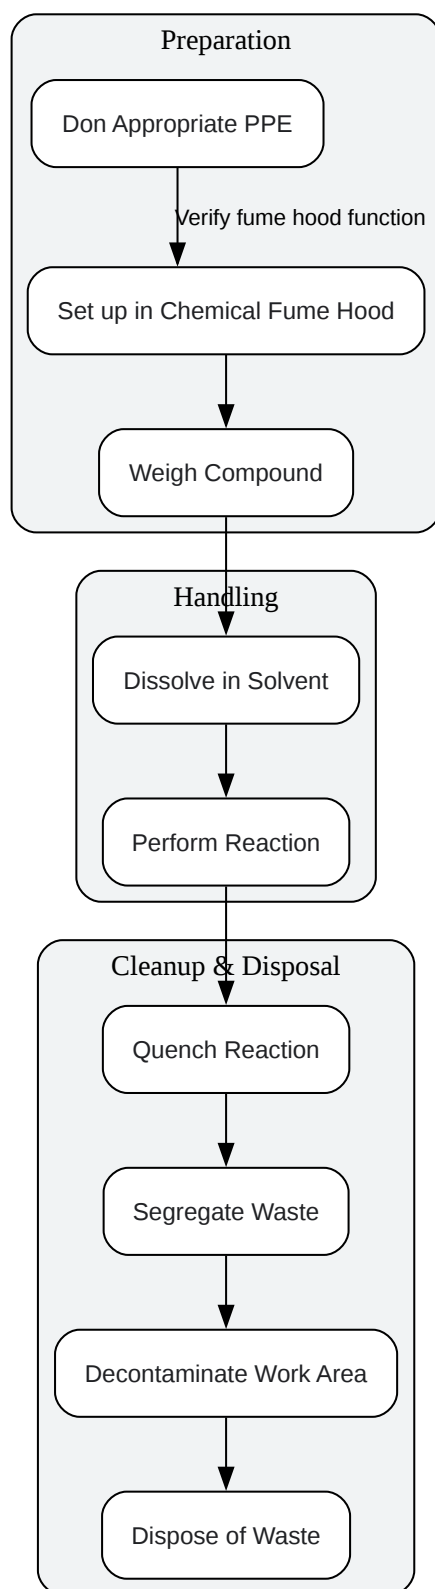 Preparation
Don Appropriate PPE
Verify fume hood function
Set up in Chemical Fume Hood
Weigh Compound
Handling
Dissolve in Solvent
Perform Reaction
Cleanup & Disposal
Quench Reaction
Segregate Waste
Decontaminate Work Area
Dispose of Waste